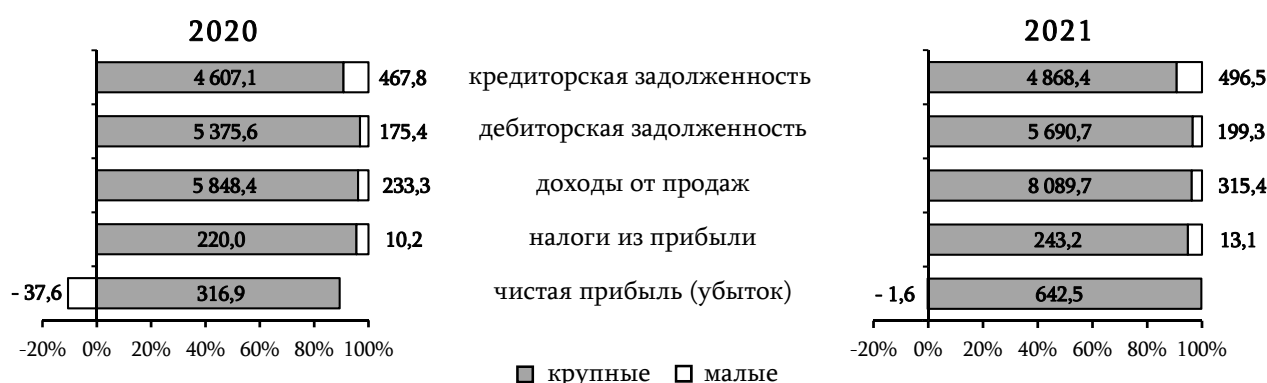 2020 2021
4 607,1 467,8 кредиторская задолженность 4 868,4 496,5
5 375,6 175,4 дебиторская задолженность 5 690,7 199,3
5 848,4 233,3 доходы от продаж 8 089,7 315,4
220,0 10,2 налоги из прибыли 243,2 13,1
- 37,6 316,9 чистая прибыль (убыток) - 1,6 642,5
-20% 0% 20% 40% 60% 80% 100% -20% 0% 20% 40% 60% 80% 100%
крупные малые